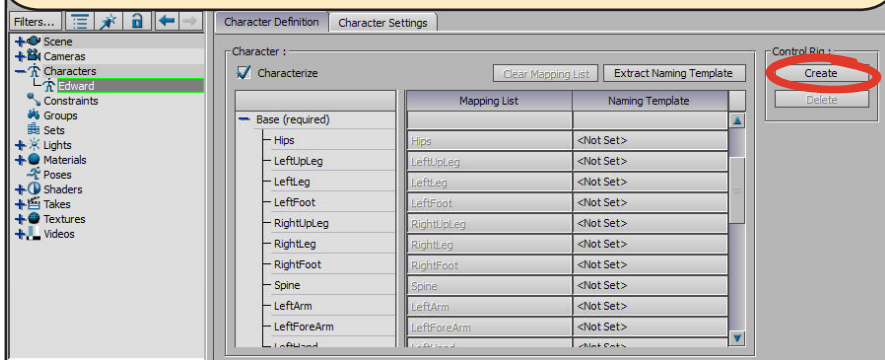 Filters...
Character Definition
Character Settings
Scene
Cameras
Characters
Edward
Constraints
Groups
Sets
Lights
Materials
Poses
Shaders
Takes
Textures
Videos
Character :
Characterize
Clear Mapping List
Extract Naming Template
Mapping List
Naming Template
Base (required)
Hips Hips <Not Set>
LeftUpLeg LeftUpLeg <Not Set>
LeftLeg LeftLeg <Not Set>
LeftFoot LeftFoot <Not Set>
RightUpLeg RightUpLeg <Not Set>
RightLeg RightLeg <Not Set>
RightFoot RightFoot <Not Set>
Spine Spine <Not Set>
LeftArm LeftArm <Not Set>
LeftForeArm LeftForeArm <Not Set>
LeftHand LeftHand <Not Set>
Control Rig :
Create
Delete